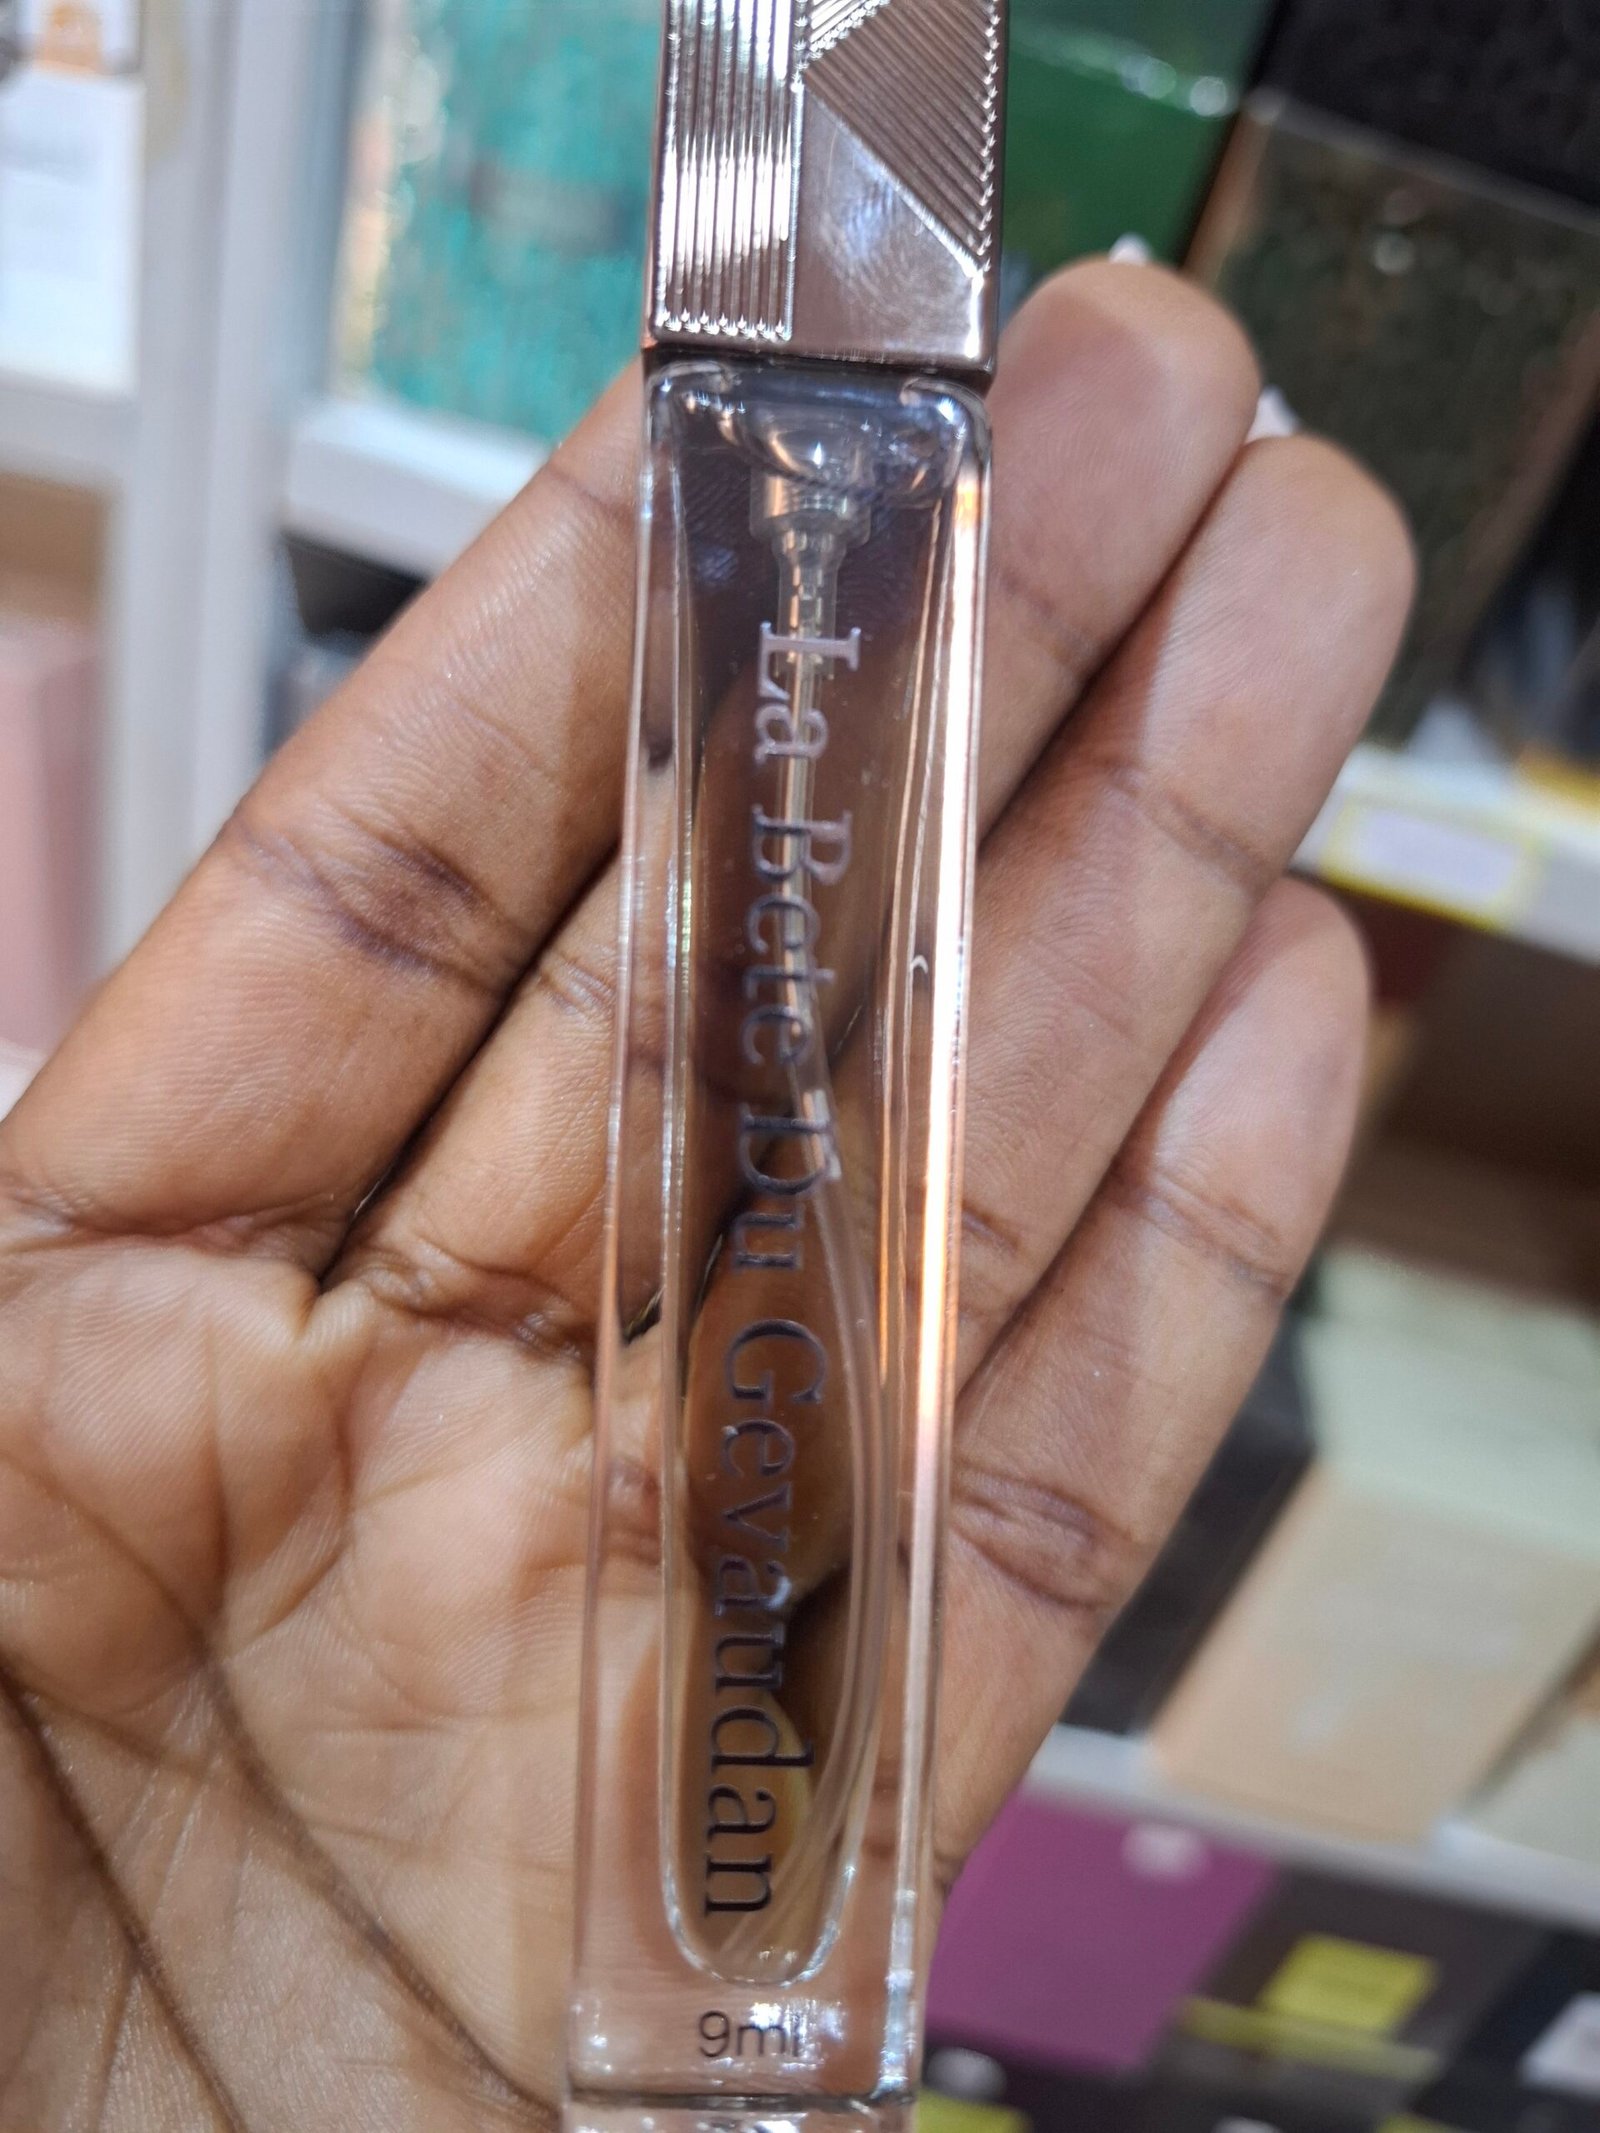 La Bete Du Gevaudan
9ml